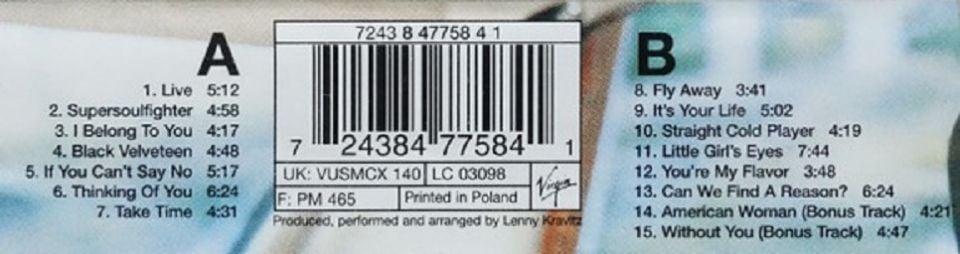 A
1. Live 5:12
2. Supersoulfighter 4:58
3. I Belong To You 4:17
4. Black Velveteen 4:48
5. If You Can't Say No 5:17
6. Thinking Of You 6:24
7. Take Time 4:31
7243 8 47758 4 1
7 24384 77584 1
UK: VUSMCX 140 LC 03098
F: PM 465 Printed in Poland
Virgin
Produced, performed and arranged by Lenny Kravitz
B
8. Fly Away 3:41
9. It's Your Life 5:02
10. Straight Cold Player 4:19
11. Little Girl's Eyes 7:44
12. You're My Flavor 3:48
13. Can We Find A Reason? 6:24
14. American Woman (Bonus Track) 4:21
15. Without You (Bonus Track) 4:47